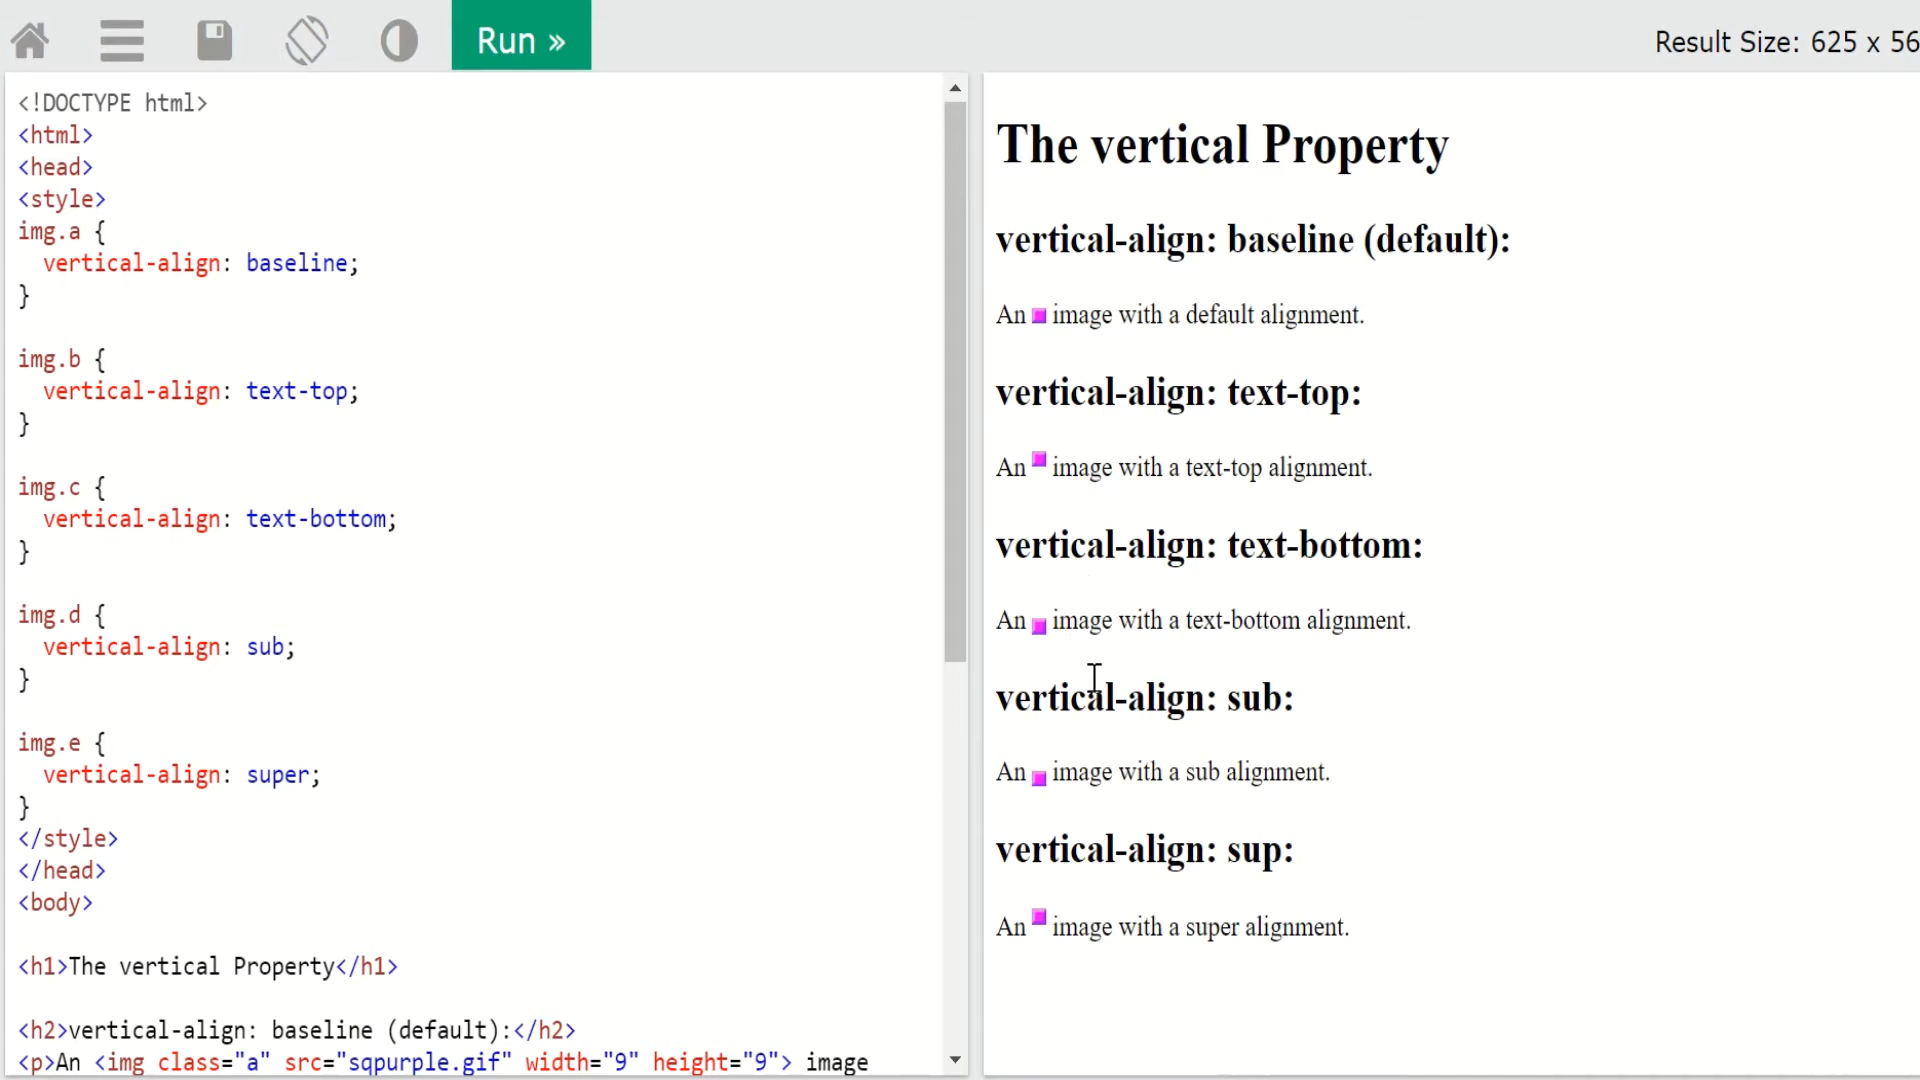 Run »
Result Size: 625 x 56
<!DOCTYPE html>
<html>
<head>
<style>
img.a {
  vertical-align: baseline;
}

img.b {
  vertical-align: text-top;
}

img.c {
  vertical-align: text-bottom;
}

img.d {
  vertical-align: sub;
}

img.e {
  vertical-align: super;
}
</style>
</head>
<body>

<h1>The vertical Property</h1>

<h2>vertical-align: baseline (default):</h2>
<p>An <img class="a" src="sqpurple.gif" width="9" height="9"> image
The vertical Property
vertical-align: baseline (default):
An image with a default alignment.
vertical-align: text-top:
An image with a text-top alignment.
vertical-align: text-bottom:
An image with a text-bottom alignment.
vertical-align: sub:
An image with a sub alignment.
vertical-align: sup:
An image with a super alignment.